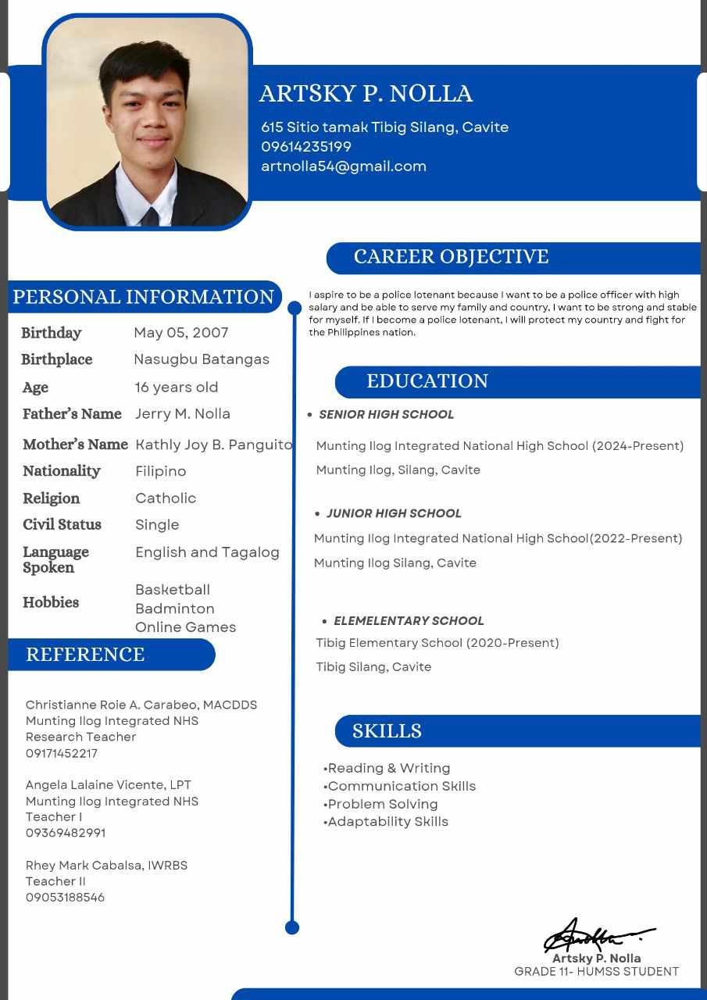 ARTSKY P. NOLLA
615 Sitio tamak Tibig Silang, Cavite
09614235199
artnolla54@gmail.com
PERSONAL INFORMATION
Birthday May 05, 2007
Birthplace Nasugbu Batangas
Age 16 years old
Father's Name Jerry M. Nolla
Mother's Name Kathly Joy B. Panguito
Nationality Filipino
Religion Catholic
Civil Status Single
Language English and Tagalog
Spoken
Hobbies
Basketball
Badminton
Online Games
REFERENCE
Christianne Roie A. Carabeo, MACDDS
Munting Ilog Integrated NHS
Research Teacher
09171452217
Angela Lalaine Vicente, LPT
Munting Ilog Integrated NHS
Teacher I
09369482991
Rhey Mark Cabalsa, IWRBS
Teacher II
09053188546
CAREER OBJECTIVE
I aspire to be a police lotenant because I want to be a police officer with high
salary and be able to serve my family and country, I want to be strong and stable
for myself. If I become a police lotenant, I will protect my country and fight for
the Philippines nation.
EDUCATION
• SENIOR HIGH SCHOOL
Munting Ilog Integrated National High School (2024-Present)
Munting Ilog, Silang, Cavite
• JUNIOR HIGH SCHOOL
Munting Ilog Integrated National High School(2022-Present)
Munting Ilog Silang, Cavite
• ELEMELENTARY SCHOOL
Tibig Elementary School (2020-Present)
Tibig Silang, Cavite
SKILLS
•Reading & Writing
•Communication Skills
•Problem Solving
•Adaptability Skills
Artsky P. Nolla
GRADE 11- HUMSS STUDENT